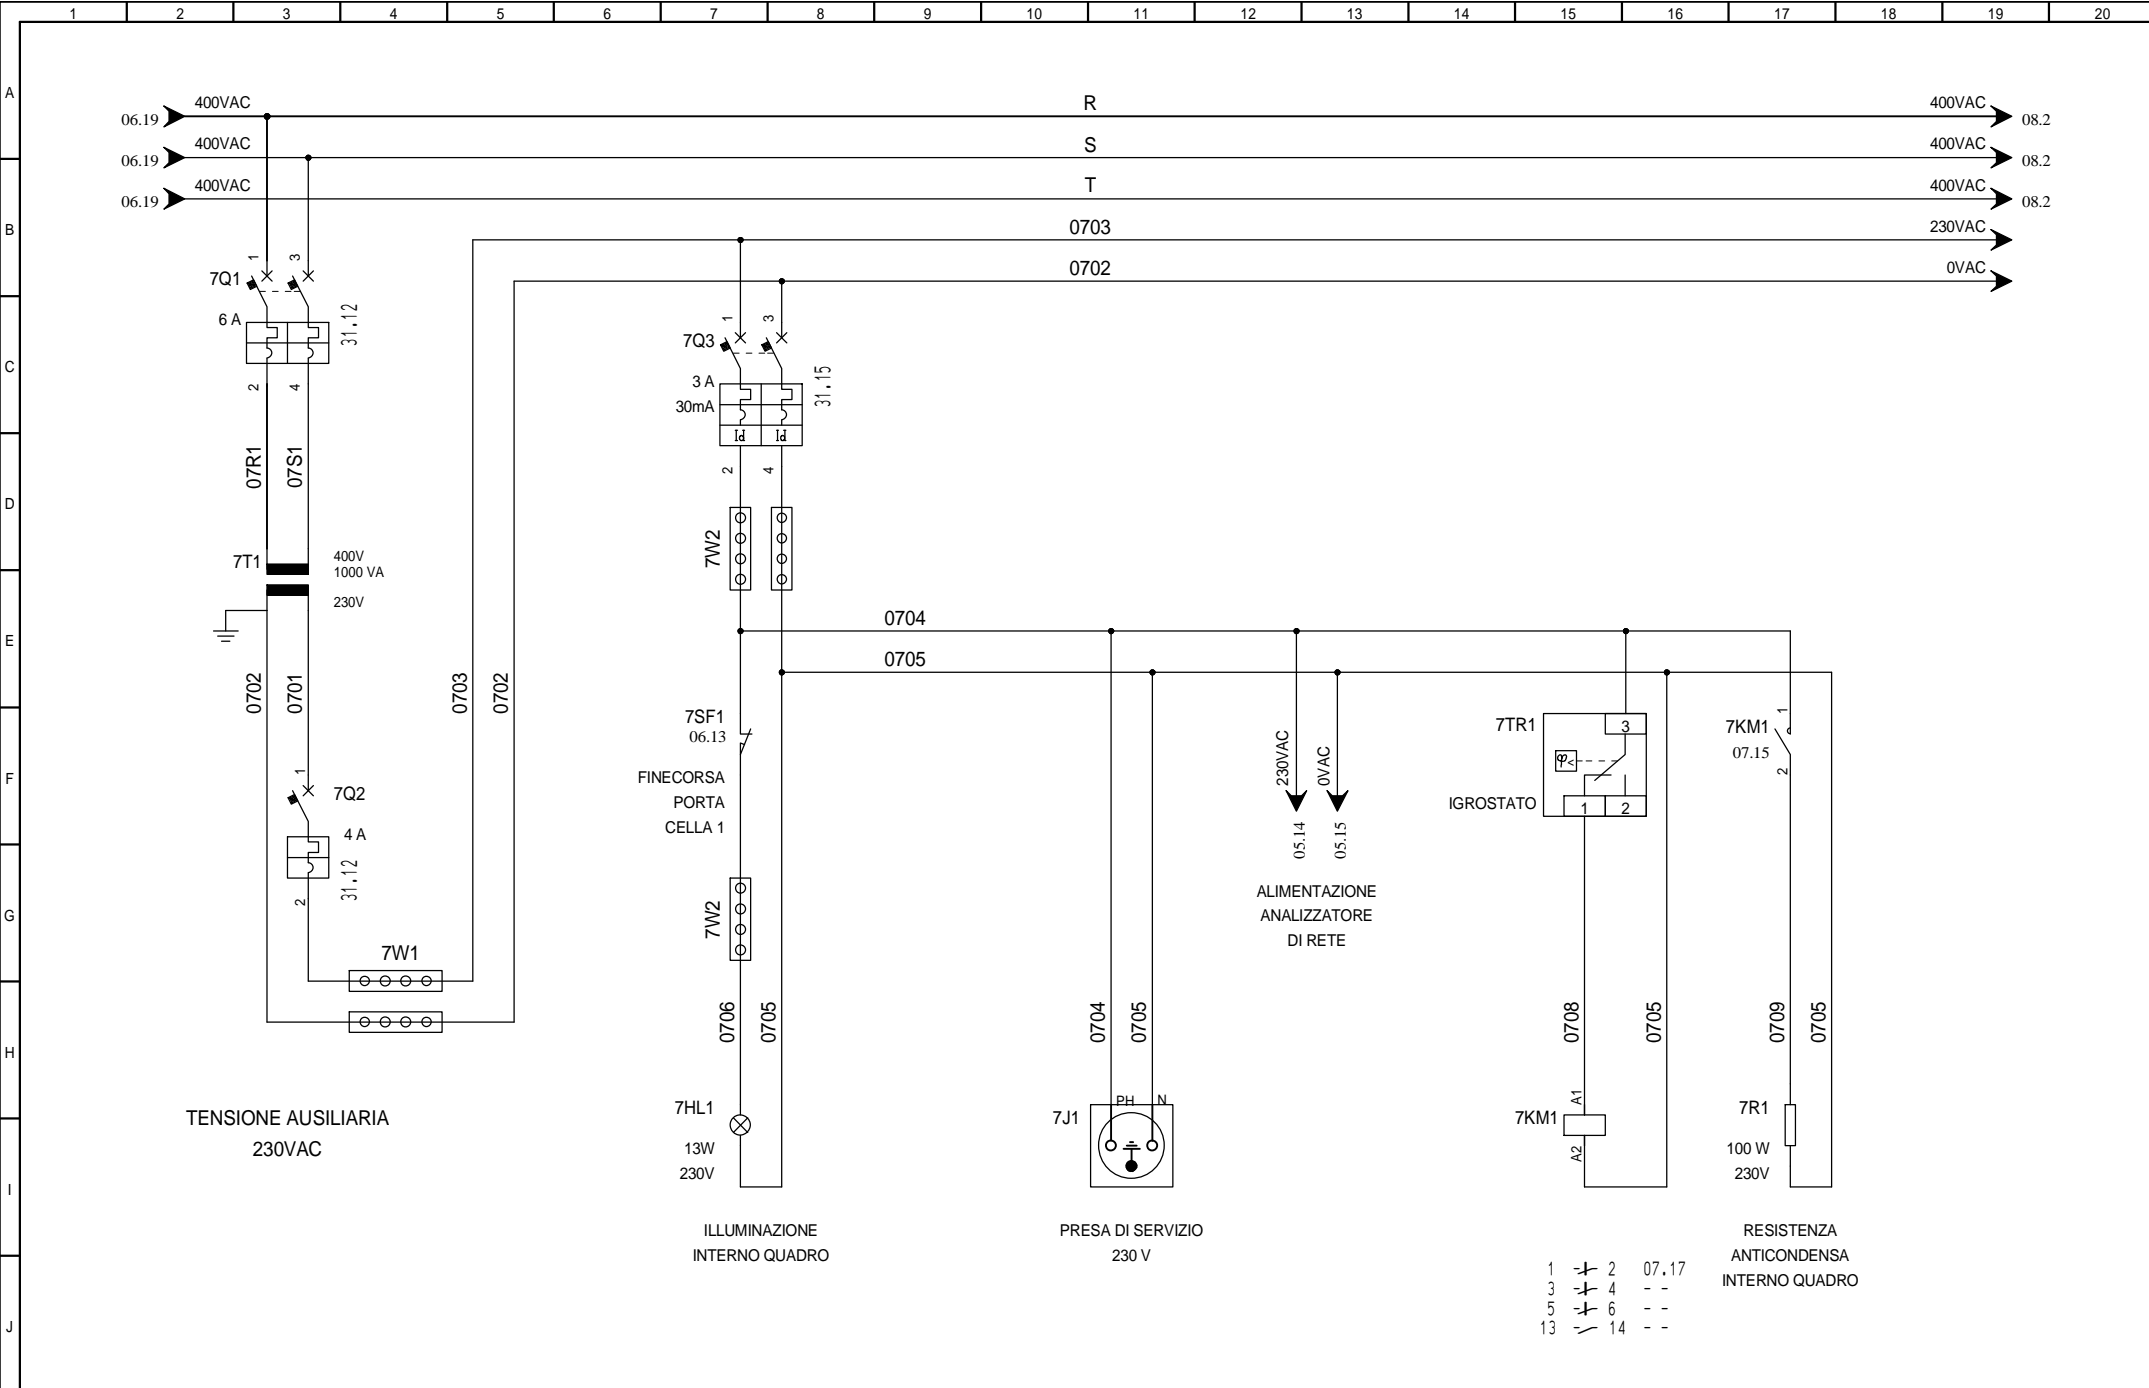 1 2 3 4 5 6 7 8 9 10 11 12 13 14 15 16 17 18 19 20
A
400VAC R 400VAC
06.19 08.2
400VAC S 400VAC
06.19 08.2
400VAC T 400VAC
06.19 08.2
B
0703 230VAC
0702 0VAC
1 3
7Q1
6 A
31.12
2 4
1 3
7Q3
C
3 A
30mA
31.15
Id Id
2 4
07R1 07S1
D
7W2
7T1
400V
1000 VA
230V
E
0704
0705
0702 0701 0703 0702
7SF1
06.13
FINECORSA
PORTA
CELLA 1
230VAC 0VAC
05.14 05.15
ALIMENTAZIONE
ANALIZZATORE
DI RETE
7TR1
3
φ<
IGROSTATO
1 2
7KM1
07.15
1
2
F
1
7Q2
4 A
31.12
2
G
7W2
7W1
0706 0705 0704 0705 0708 0705 0709 0705
H
TENSIONE AUSILIARIA
230VAC
7HL1
13W
230V
7J1
PH N
7KM1
A1
A2
7R1
100 W
230V
I
ILLUMINAZIONE
INTERNO QUADRO
PRESA DI SERVIZIO
230 V
RESISTENZA
ANTICONDENSA
INTERNO QUADRO
1 2 07.17
3 4 - -
5 6 - -
13 14 - -
J